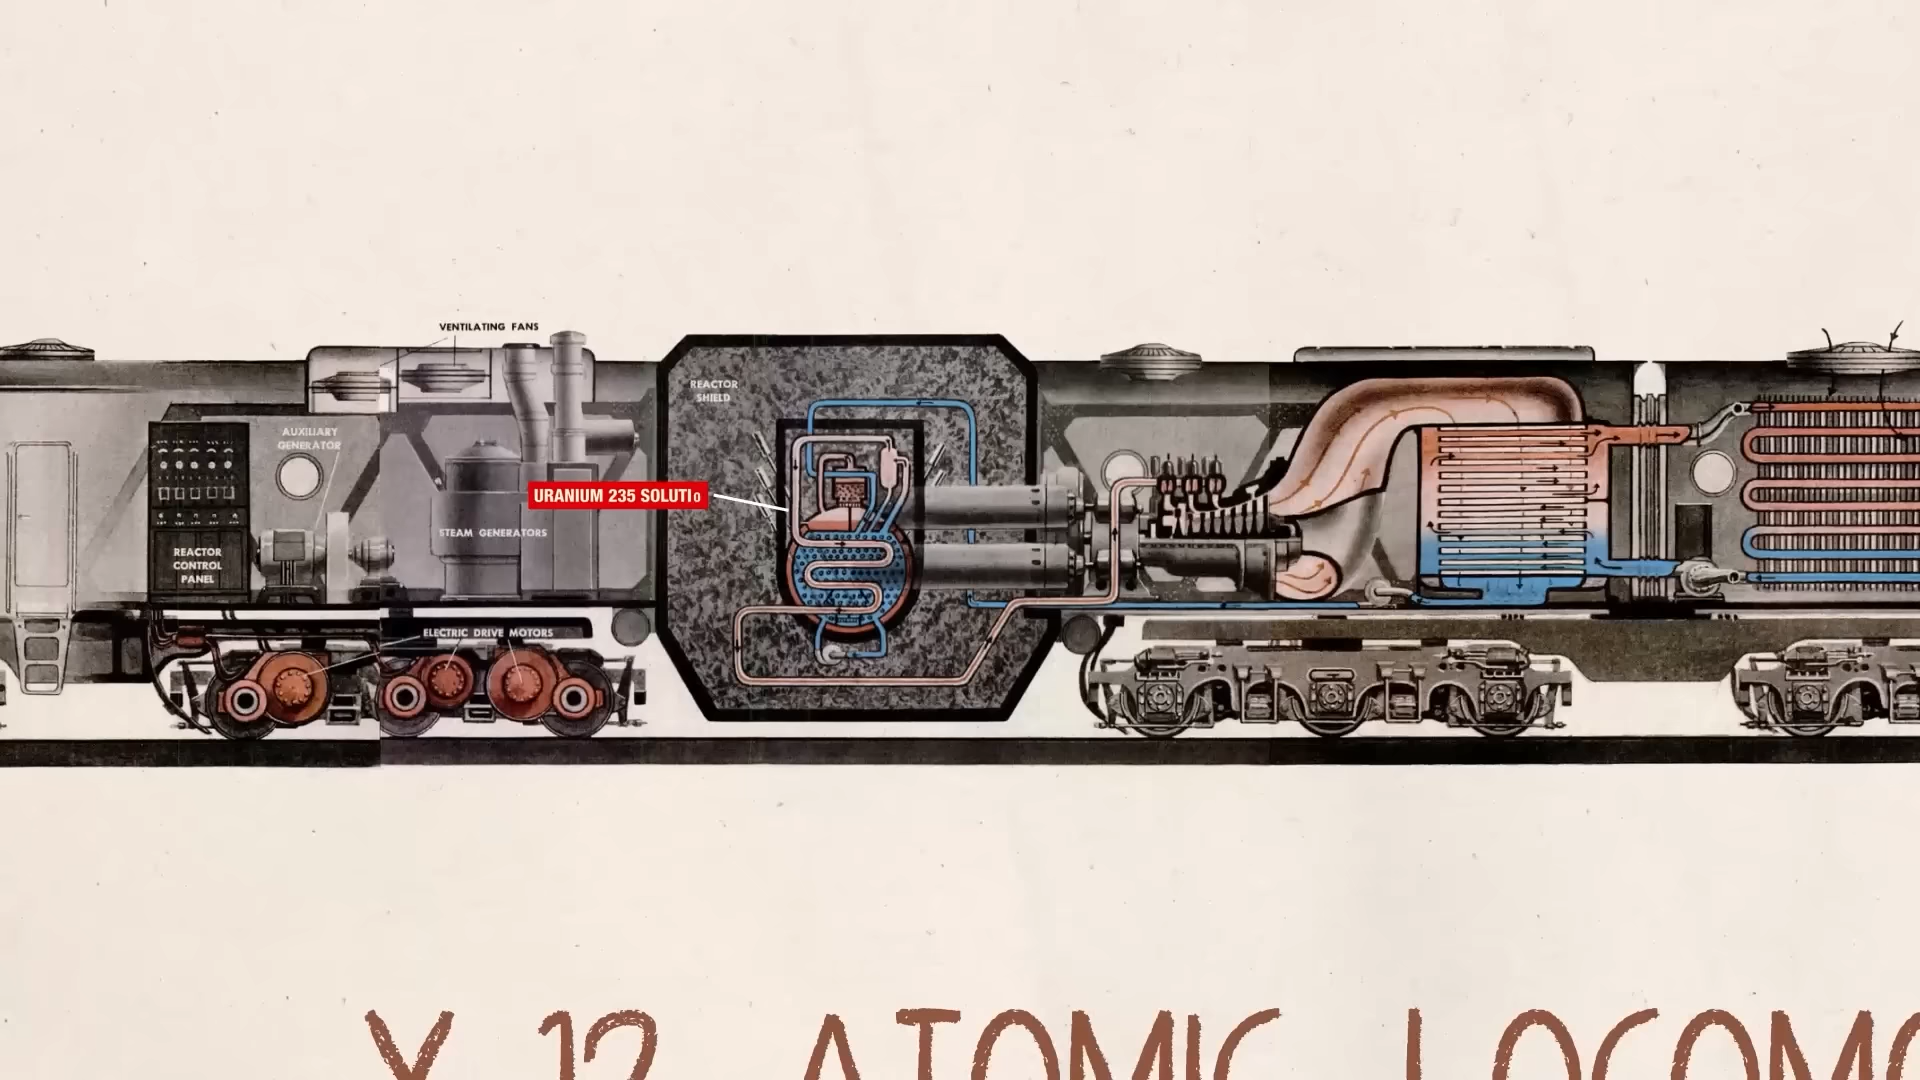 VENTILATING FANS
REACTOR
SHIELD
AUXILIARY
GENERATOR
URANIUM 235 SOLUTIO
STEAM GENERATORS
REACTOR
CONTROL
PANEL
ELECTRIC DRIVE MOTORS
X 12 ATOMIC LOCOMO